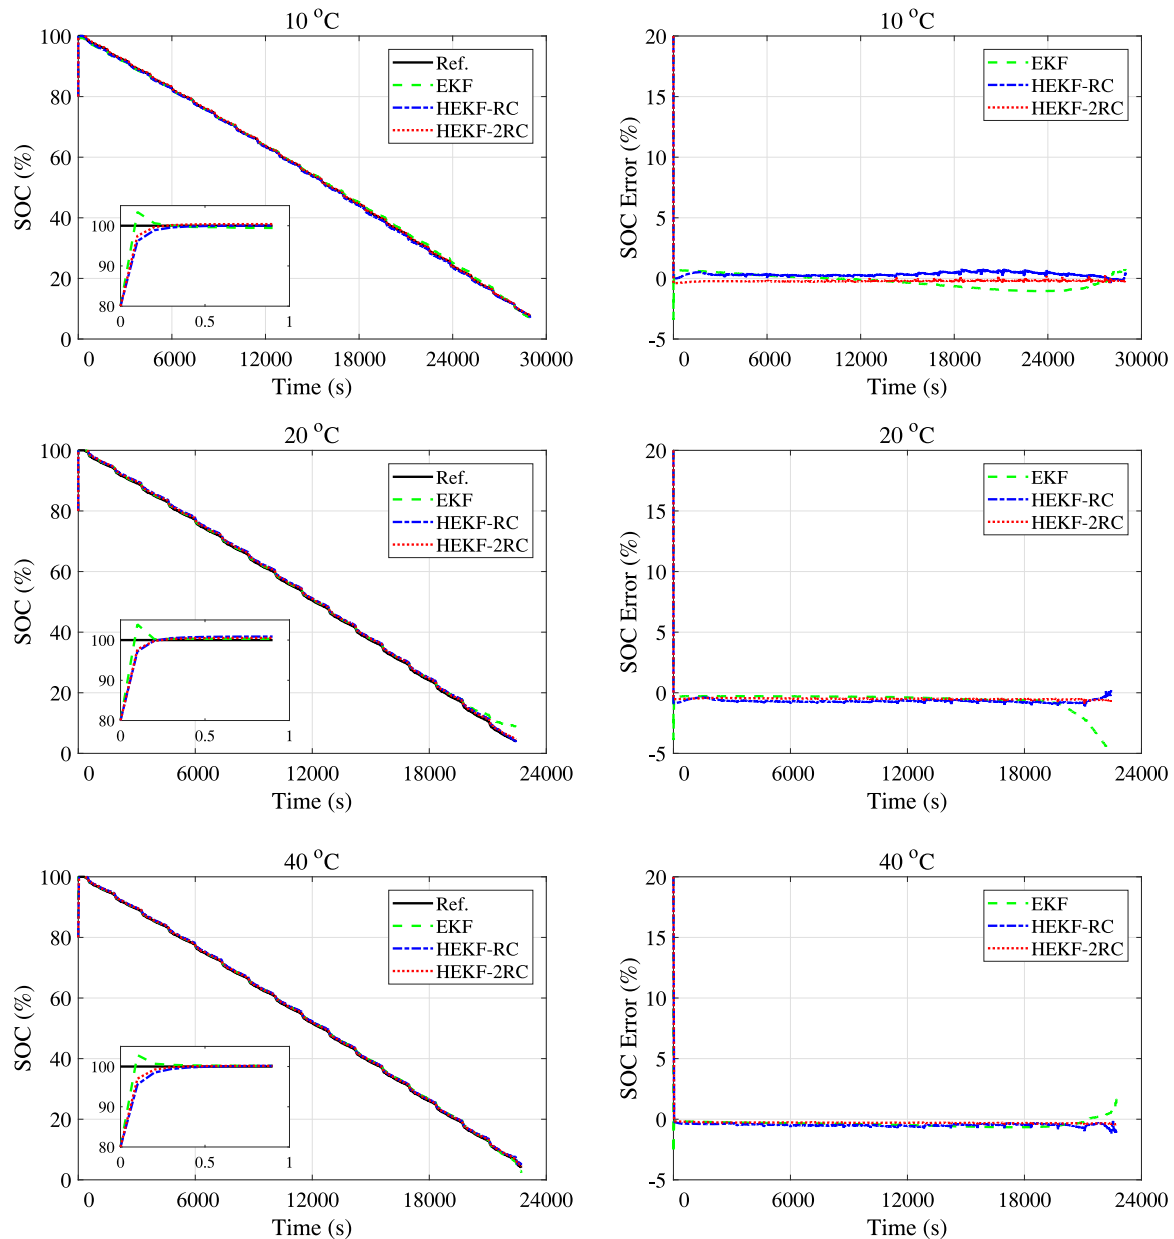 10 °C
100
80
60
40
20
0
SOC (%)
Ref.
EKF
HEKF-RC
HEKF-2RC
100
90
80
0
0.5
1
0 6000 12000 18000 24000 30000
Time (s)
10 °C
20
15
10
5
0
-5
SOC Error (%)
EKF
HEKF-RC
HEKF-2RC
0 6000 12000 18000 24000 30000
Time (s)
20 °C
100
80
60
40
20
0
SOC (%)
Ref.
EKF
HEKF-RC
HEKF-2RC
100
90
80
0
0.5
1
0 6000 12000 18000 24000
Time (s)
20 °C
20
15
10
5
0
-5
SOC Error (%)
EKF
HEKF-RC
HEKF-2RC
0 6000 12000 18000 24000
Time (s)
40 °C
100
80
60
40
20
0
SOC (%)
Ref.
EKF
HEKF-RC
HEKF-2RC
100
90
80
0
0.5
1
0 6000 12000 18000 24000
Time (s)
40 °C
20
15
10
5
0
-5
SOC Error (%)
EKF
HEKF-RC
HEKF-2RC
0 6000 12000 18000 24000
Time (s)